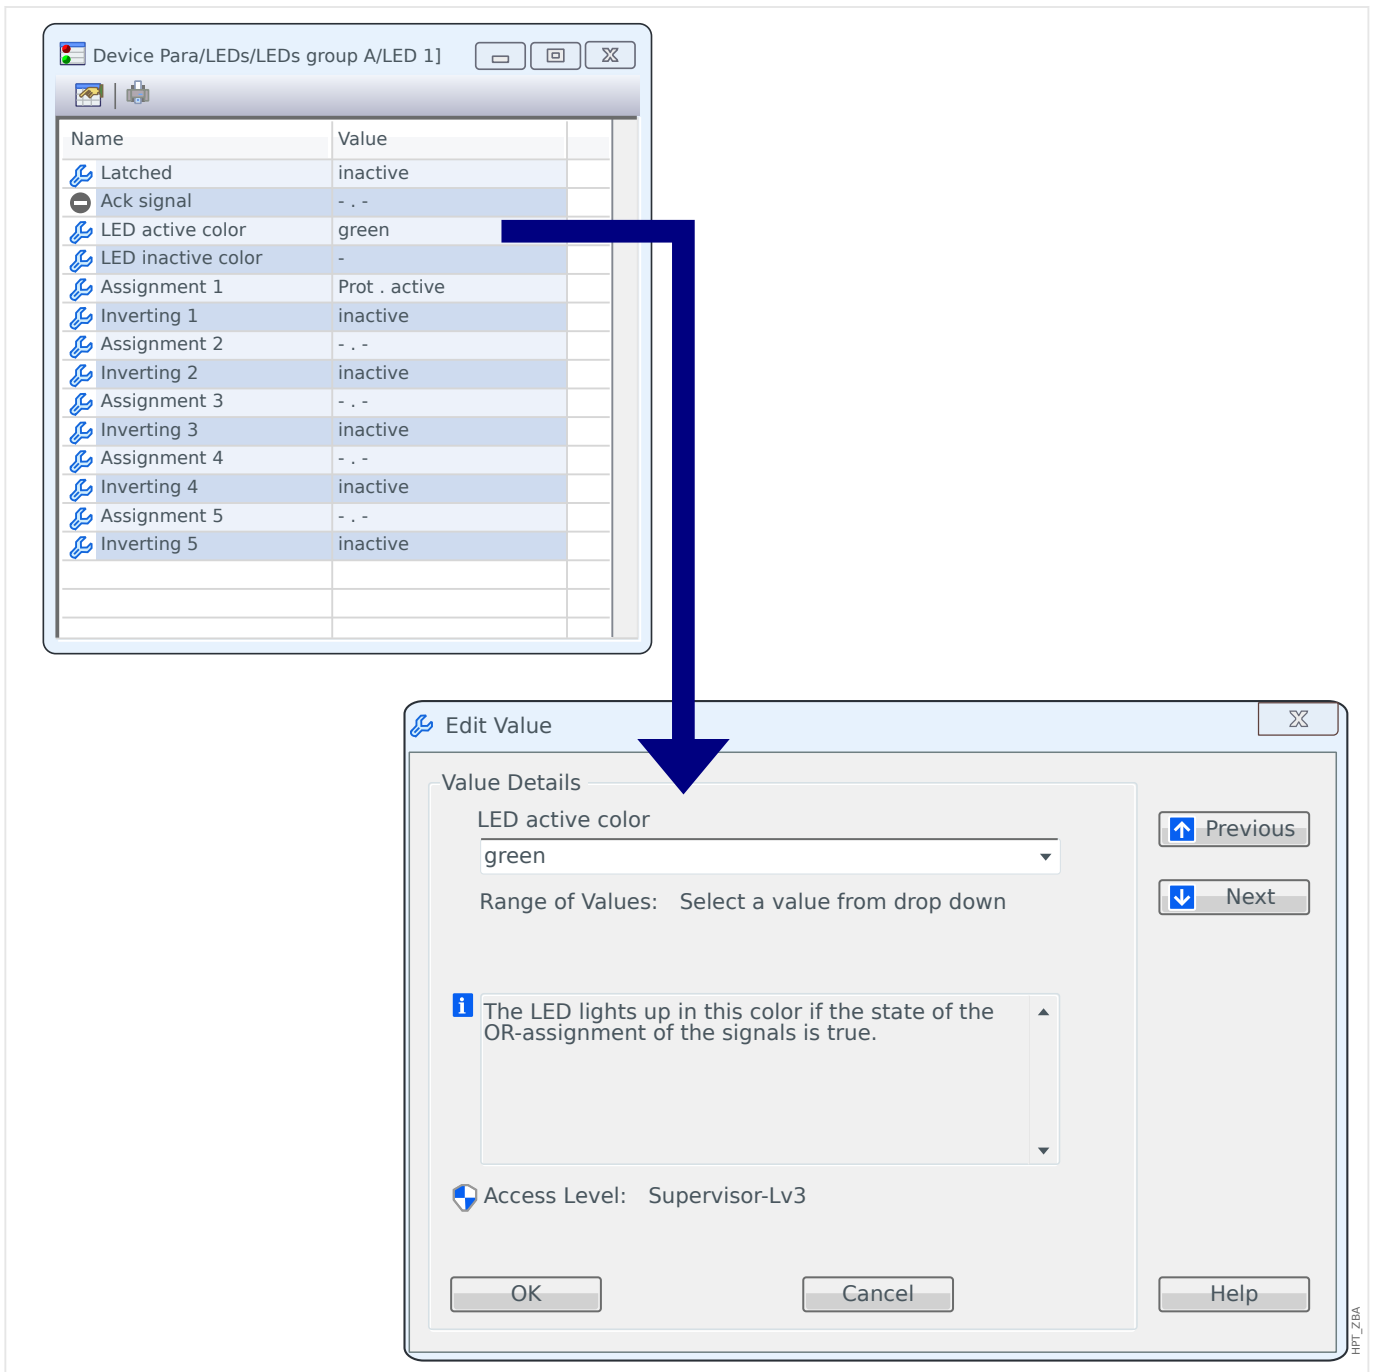 Device Para/LEDs/LEDs group A/LED 1]
Name Value
Latched inactive
Ack signal - . -
LED active color green
LED inactive color -
Assignment 1 Prot . active
Inverting 1 inactive
Assignment 2 - . -
Inverting 2 inactive
Assignment 3 - . -
Inverting 3 inactive
Assignment 4 - . -
Inverting 4 inactive
Assignment 5 - . -
Inverting 5 inactive
Edit Value
Value Details
LED active color
green
Range of Values: Select a value from drop down
Previous
Next
The LED lights up in this color if the state of the
OR-assignment of the signals is true.
Access Level: Supervisor-Lv3
OK Cancel Help
HPT_ZBA